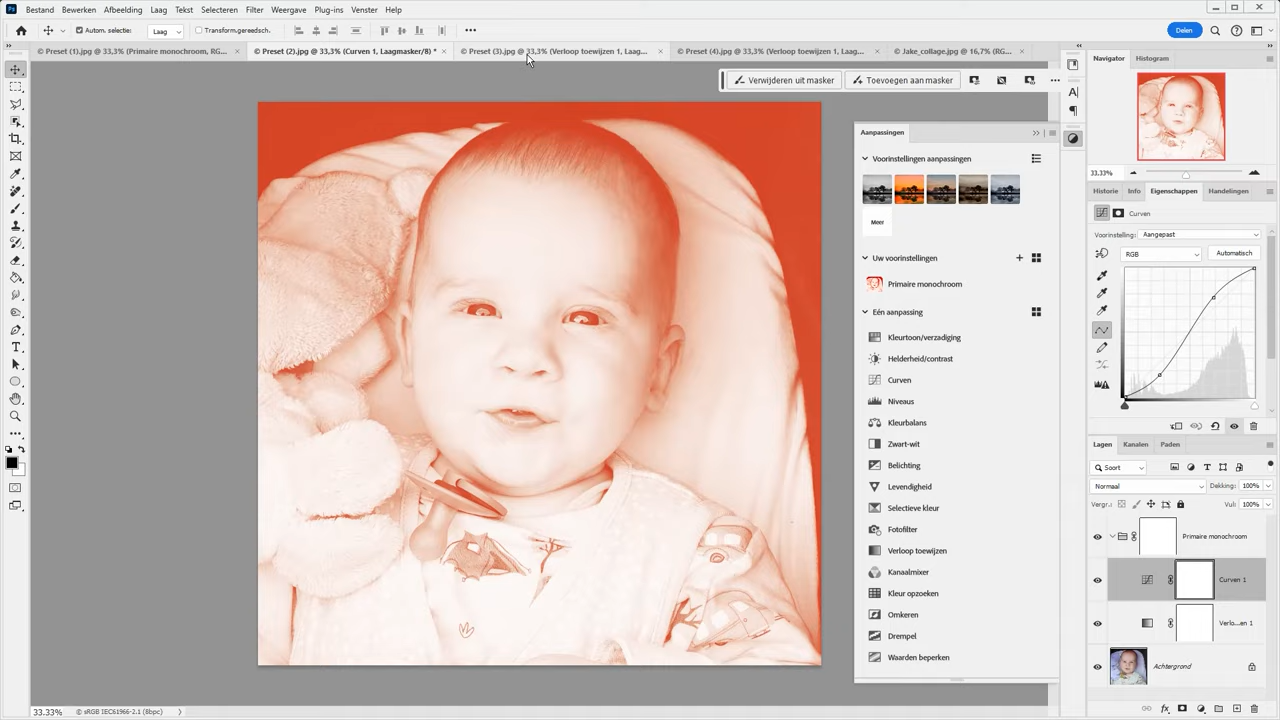 Ps Bestand Bewerken Afbeelding Laag Tekst Selecteren Filter Weergave Plug-ins Venster Help
Autom. selectie: Laag Transform.gereedsch. Delen
© Preset (1).jpg @ 33,3% (Primaire monochroom, RG...
© Preset (2).jpg @ 33,3% (Curven 1, Laagmasker/8) *
© Preset (3).jpg @ 33,3% (Verloop toewijzen 1, Laag...
© Preset (4).jpg @ 33,3% (Verloop toewijzen 1, Laag...
© Jake_collage.jpg @ 16,7% (RG...
Verwijderen uit masker
Toevoegen aan masker
Aanpassingen
Voorinstellingen aanpassingen
Meer
Uw voorinstellingen
Primaire monochroom
Eén aanpassing
Kleurtoon/verzadiging
Helderheid/contrast
Curven
Niveaus
Kleurbalans
Zwart-wit
Belichting
Levendigheid
Selectieve kleur
Fotofilter
Verloop toewijzen
Kanaalmixer
Kleur opzoeken
Omkeren
Drempel
Waarden beperken
Navigator Histogram
33.33%
Historie Info Eigenschappen Handelingen
Curven
Voorinstelling: Aangepast
RGB Automatisch
Lagen Kanalen Paden
Soort
Normaal Dekking: 100%
Vergr.: Vul: 100%
Primaire monochroom
Curven 1
Verlo...en 1
Achtergrond
33.33% © sRGB IEC61966-2.1 (8bpc)